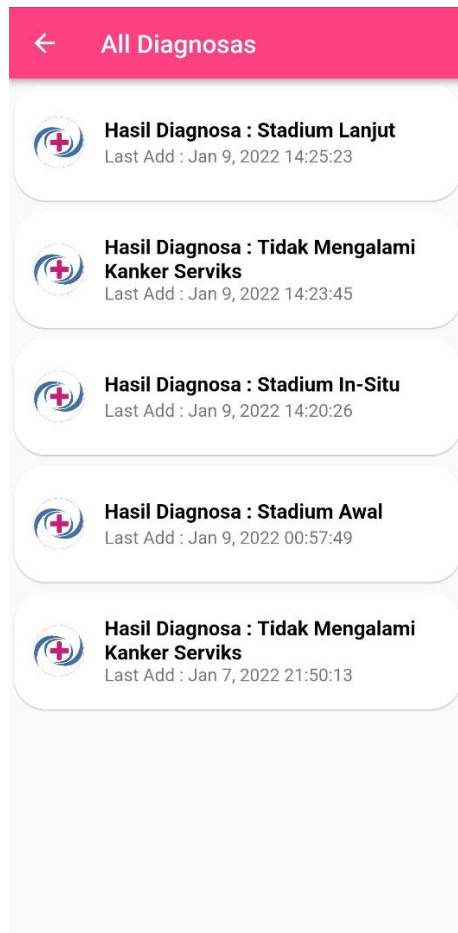 All Diagnosas
Hasil Diagnosa : Stadium Lanjut
Last Add : Jan 9, 2022 14:25:23
Hasil Diagnosa : Tidak Mengalami
Kanker Serviks
Last Add : Jan 9, 2022 14:23:45
Hasil Diagnosa : Stadium In-Situ
Last Add : Jan 9, 2022 14:20:26
Hasil Diagnosa : Stadium Awal
Last Add : Jan 9, 2022 00:57:49
Hasil Diagnosa : Tidak Mengalami
Kanker Serviks
Last Add : Jan 7, 2022 21:50:13